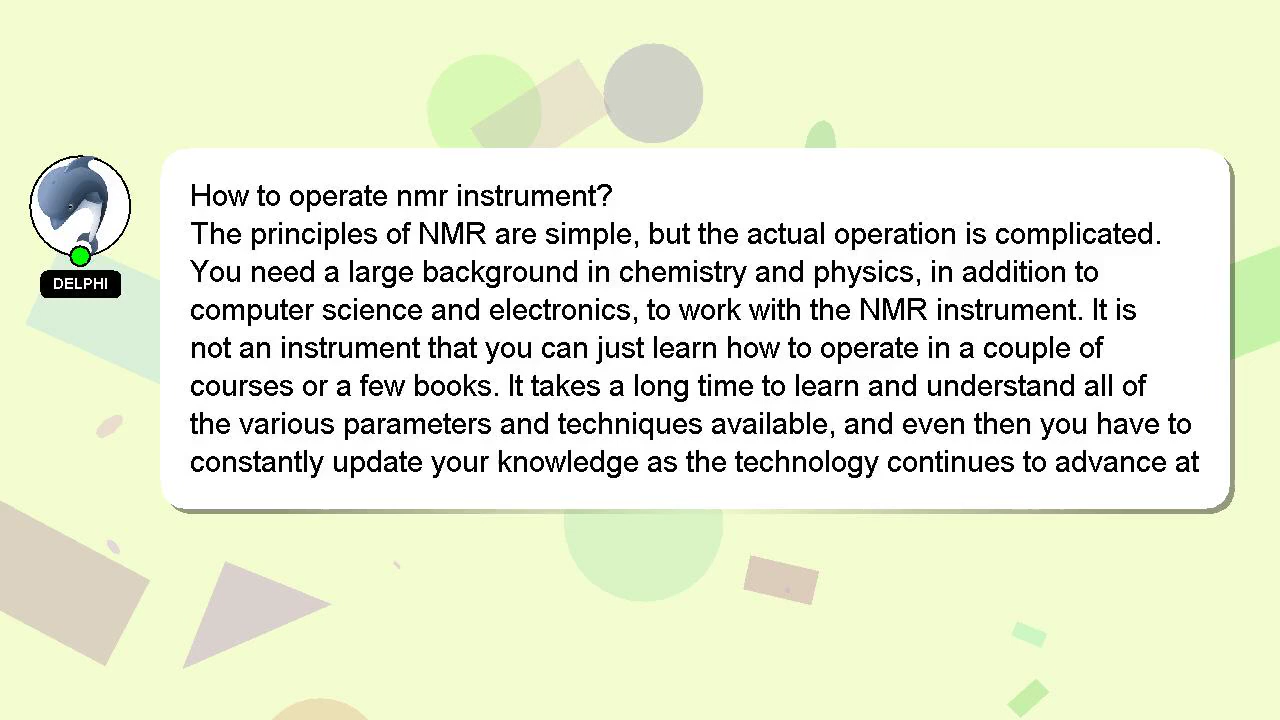 How to operate nmr instrument?
The principles of NMR are simple, but the actual operation is complicated.
You need a large background in chemistry and physics, in addition to
computer science and electronics, to work with the NMR instrument. It is
not an instrument that you can just learn how to operate in a couple of
courses or a few books. It takes a long time to learn and understand all of
the various parameters and techniques available, and even then you have to
constantly update your knowledge as the technology continues to advance at
DELPHI